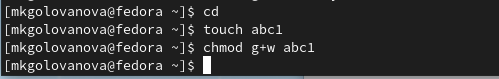 [mkgolovanova@fedora ~]$ cd
[mkgolovanova@fedora ~]$ touch abc1
[mkgolovanova@fedora ~]$ chmod g+w abc1
[mkgolovanova@fedora ~]$